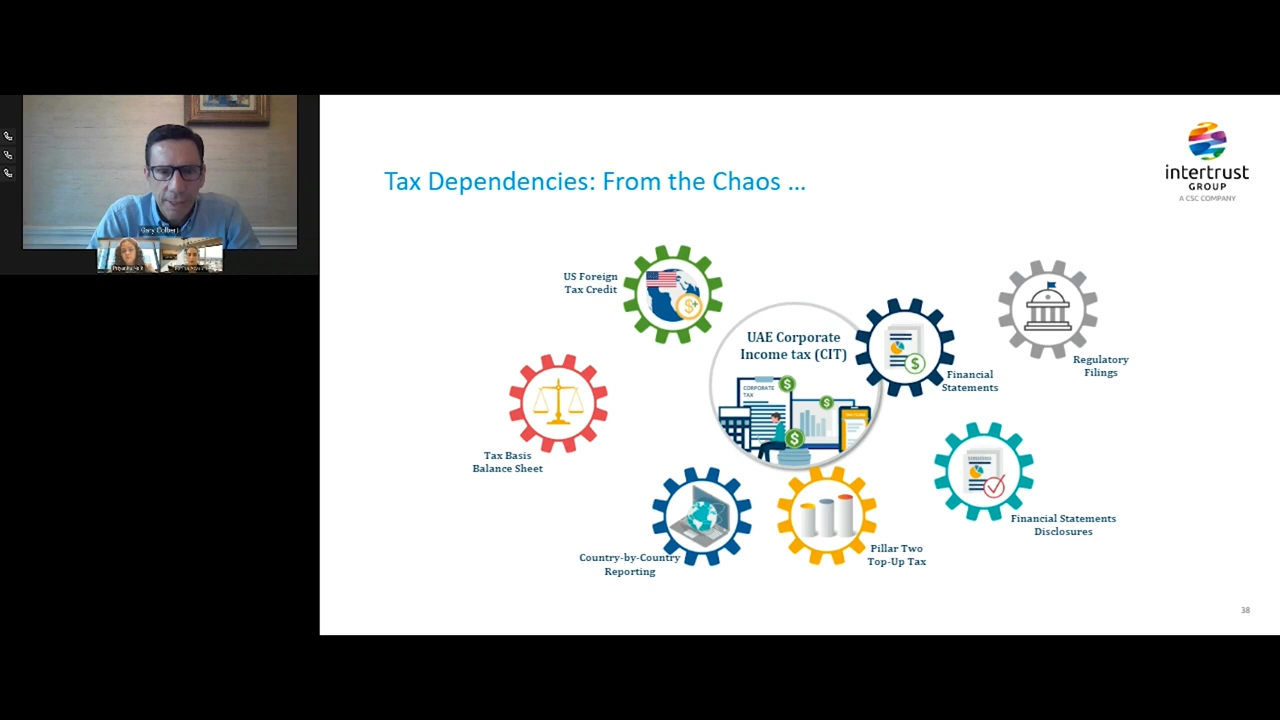 Tax Dependencies: From the Chaos ...
intertrust
GROUP
A CSC COMPANY
US Foreign
Tax Credit
UAE Corporate
Income tax (CIT)
CORPORATE
TAX
Financial
Statements
Regulatory
Filings
Tax Basis
Balance Sheet
Country-by-Country
Reporting
Pillar Two
Top-Up Tax
Financial Statements
Disclosures
38